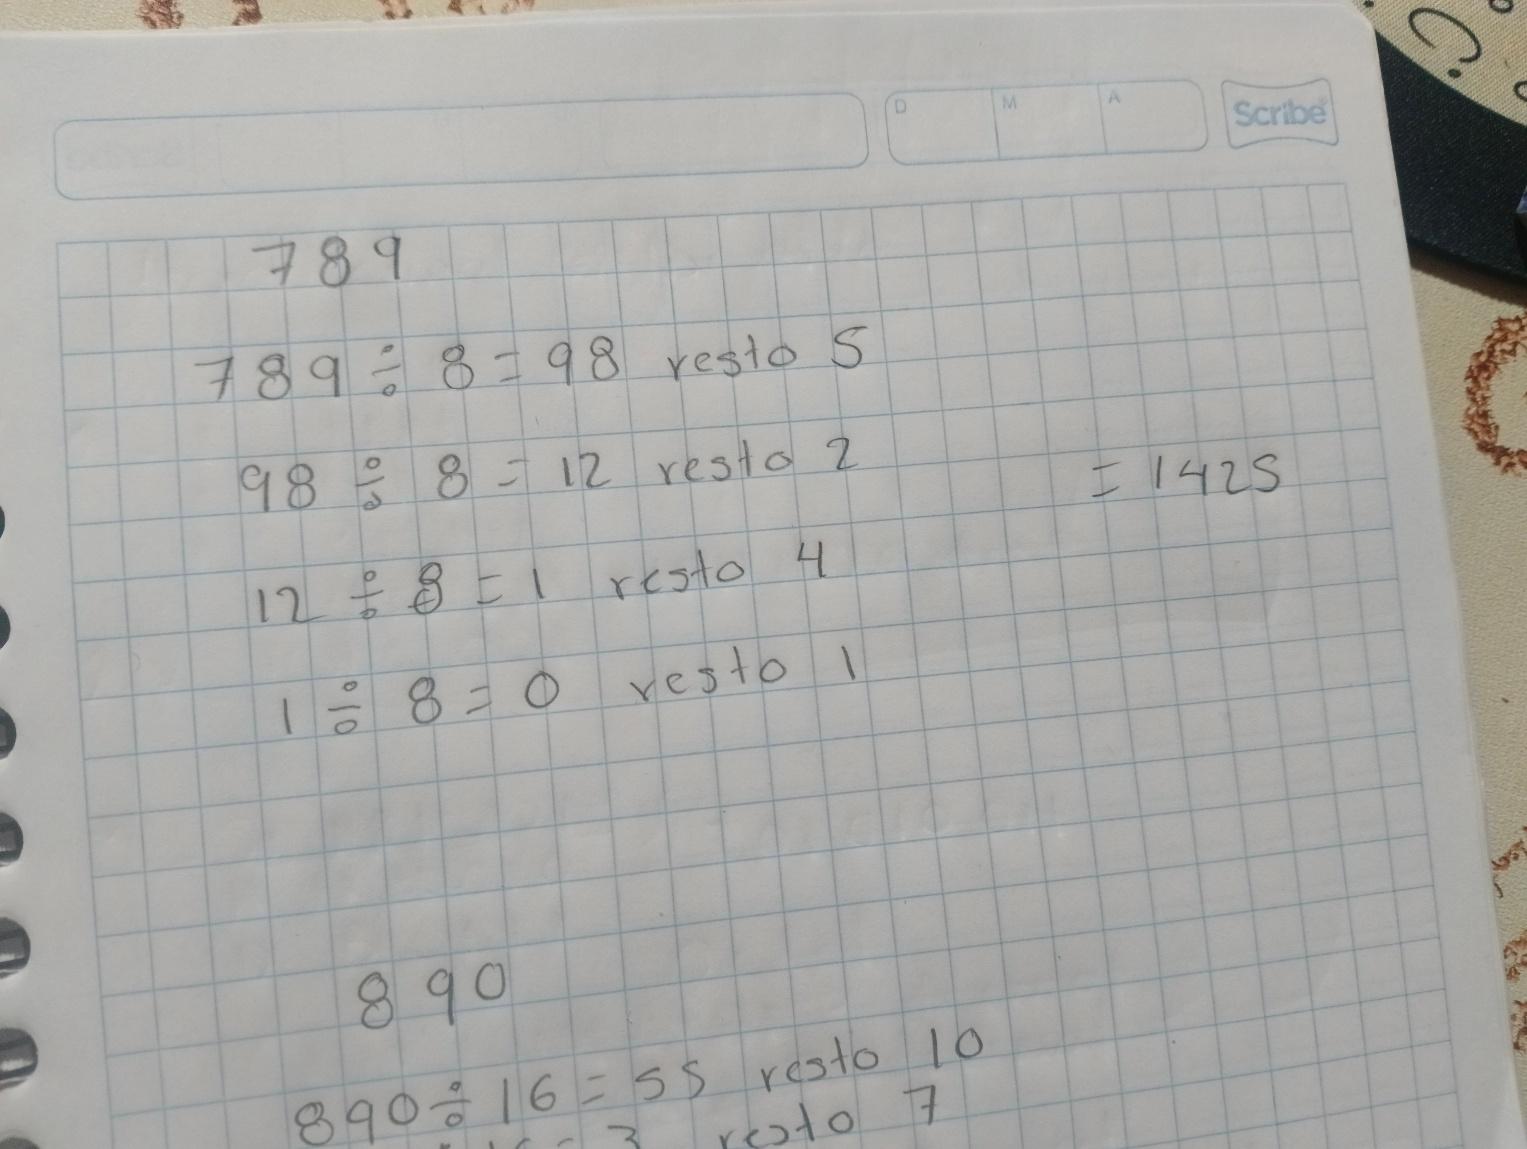 D M A Scribe
789
789 ÷ 8 = 98 resto 5
98 ÷ 8 = 12 resto 2
= 1425
12 ÷ 8 = 1 resto 4
1 ÷ 8 = 0 resto 1
890
890 ÷ 16 = 55 resto 10
= 3 resto 7